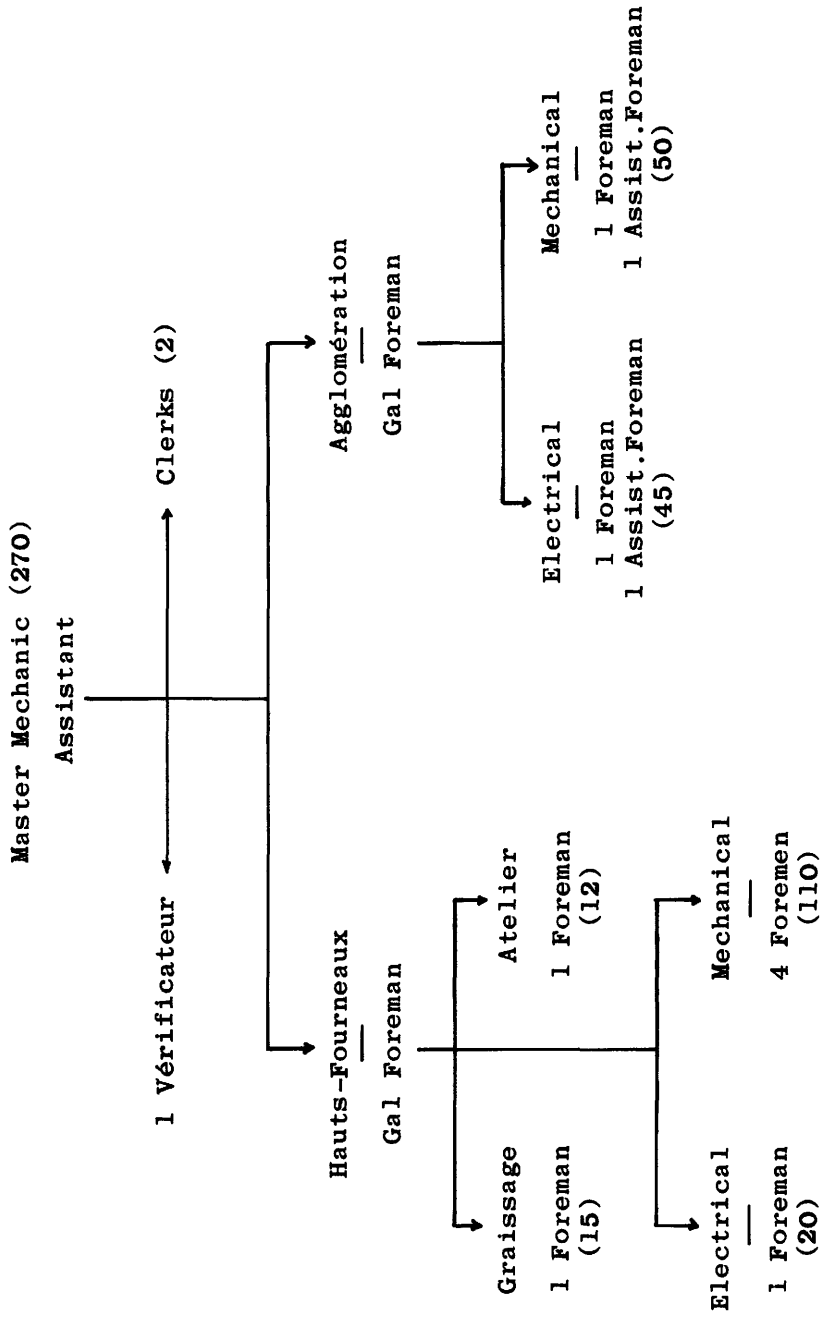 Master Mechanic (270)
Assistant
1 Vérificateur
Clerks (2)
Hauts-Fourneaux
Gal Foreman
Agglomération
Gal Foreman
Graissage
1 Foreman
(15)
Atelier
1 Foreman
(12)
Electrical
1 Foreman
1 Assist.Foreman
(45)
Mechanical
1 Foreman
1 Assist.Foreman
(50)
Electrical
1 Foreman
(20)
Mechanical
4 Foremen
(110)